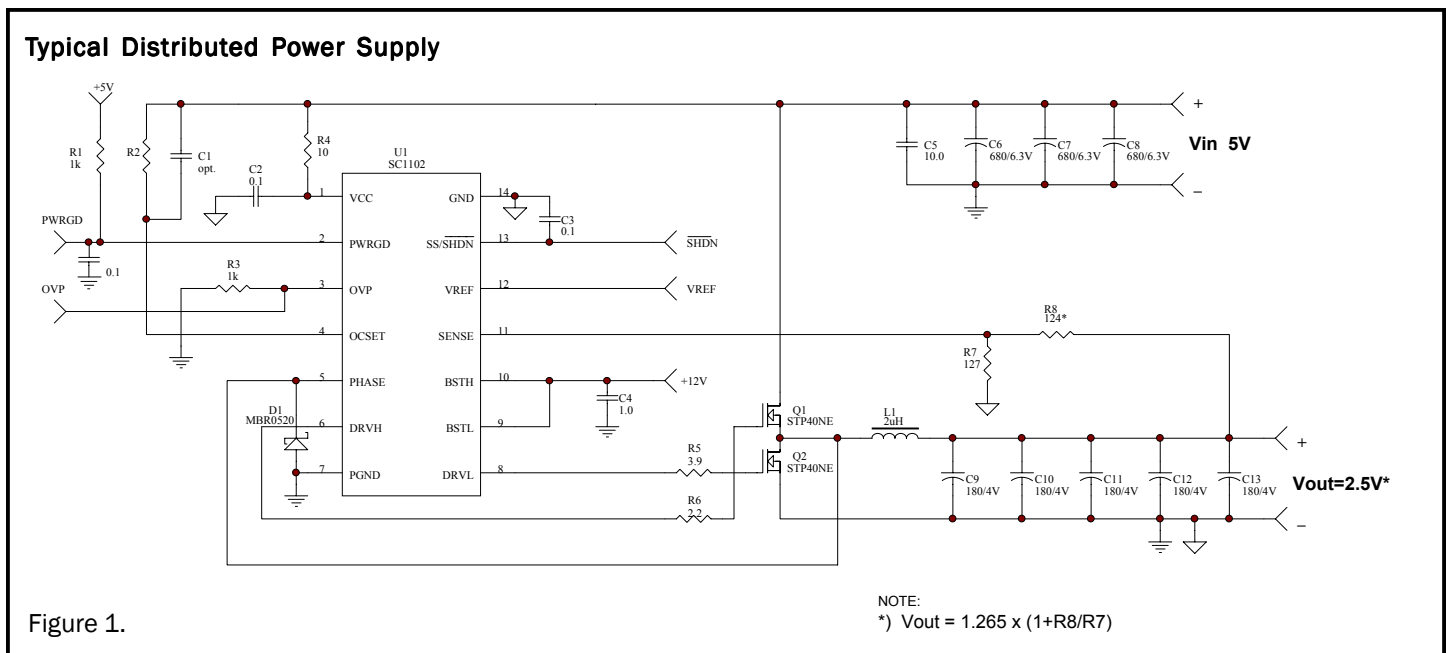 Typical Distributed Power Supply
+5V
R1
1k
R2
C1
opt.
R4
10
C2
0.1
U1
SC1102
1
VCC
GND
14
C3
0.1
PWRGD
2
PWRGD
SS/SHDN
13
SHDN
0.1
R3
1k
OVP
3
OVP
VREF
12
VREF
4
OCSET
SENSE
11
5
PHASE
BSTH
10
+12V
C4
1.0
D1
MBR0520
6
DRVH
BSTL
9
7
PGND
DRVL
8
R5
3.9
R6
2.2
C5
10.0
C6
680/6.3V
C7
680/6.3V
C8
680/6.3V
+
Vin 5V
_
R8
124*
R7
127
Q1
STP40NE
Q2
STP40NE
L1
2uH
C9
180/4V
C10
180/4V
C11
180/4V
C12
180/4V
C13
180/4V
+
Vout=2.5V*
_
NOTE:
*) Vout = 1.265 x (1+R8/R7)
Figure 1.